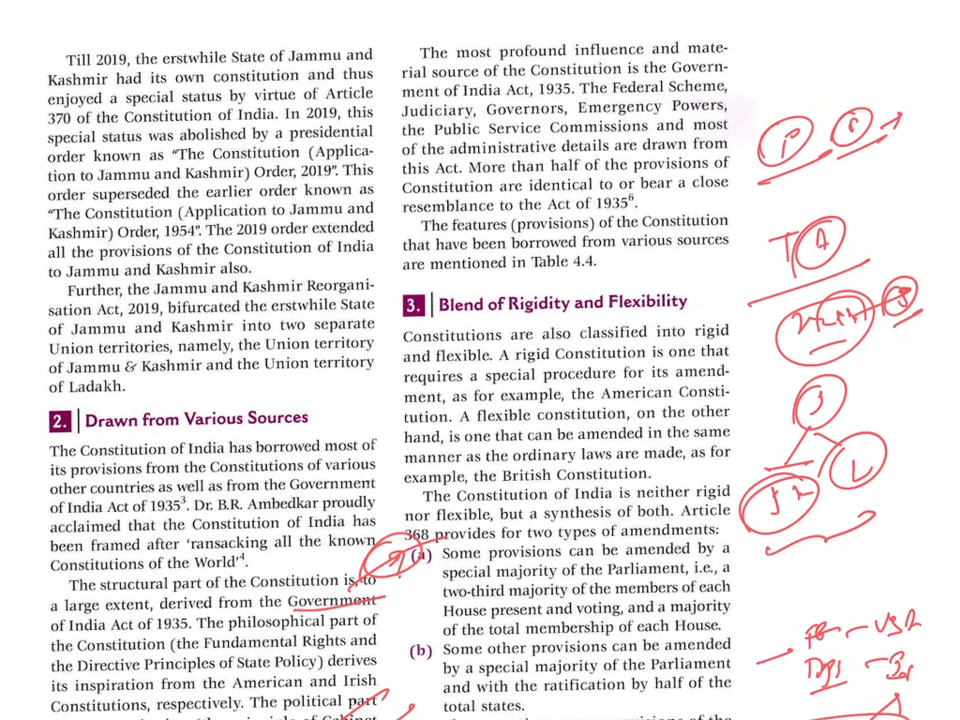 Till 2019, the erstwhile State of Jammu and
Kashmir had its own constitution and thus
enjoyed a special status by virtue of Article
370 of the Constitution of India. In 2019, this
special status was abolished by a presidential
order known as “The Constitution (Applica-
tion to Jammu and Kashmir) Order, 2019”. This
order superseded the earlier order known as
“The Constitution (Application to Jammu and
Kashmir) Order, 1954”. The 2019 order extended
all the provisions of the Constitution of India
to Jammu and Kashmir also.
Further, the Jammu and Kashmir Reorgani-
sation Act, 2019, bifurcated the erstwhile State
of Jammu and Kashmir into two separate
Union territories, namely, the Union territory
of Jammu & Kashmir and the Union territory
of Ladakh.
2. Drawn from Various Sources
The Constitution of India has borrowed most of
its provisions from the Constitutions of various
other countries as well as from the Government
of India Act of 1935³. Dr. B.R. Ambedkar proudly
acclaimed that the Constitution of India has
been framed after ‘ransacking all the known
Constitutions of the World’⁴.
The structural part of the Constitution is, to
a large extent, derived from the Government
of India Act of 1935. The philosophical part of
the Constitution (the Fundamental Rights and
the Directive Principles of State Policy) derives
its inspiration from the American and Irish
Constitutions, respectively. The political part
The most profound influence and mate-
rial source of the Constitution is the Govern-
ment of India Act, 1935. The Federal Scheme,
Judiciary, Governors, Emergency Powers,
the Public Service Commissions and most
of the administrative details are drawn from
this Act. More than half of the provisions of
Constitution are identical to or bear a close
resemblance to the Act of 1935⁶.
The features (provisions) of the Constitution
that have been borrowed from various sources
are mentioned in Table 4.4.
3. Blend of Rigidity and Flexibility
Constitutions are also classified into rigid
and flexible. A rigid Constitution is one that
requires a special procedure for its amend-
ment, as for example, the American Consti-
tution. A flexible constitution, on the other
hand, is one that can be amended in the same
manner as the ordinary laws are made, as for
example, the British Constitution.
The Constitution of India is neither rigid
nor flexible, but a synthesis of both. Article
368 provides for two types of amendments:
(a) Some provisions can be amended by a
special majority of the Parliament, i.e., a
two-third majority of the members of each
House present and voting, and a majority
of the total membership of each House.
(b) Some other provisions can be amended
by a special majority of the Parliament
and with the ratification by half of the
total states.